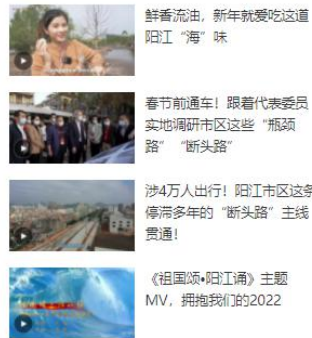 鲜香流油，新年就爱吃这道
阳江“海”味
春节前通车！跟着代表委员
实地调研市区这些“瓶颈
路”“断头路”
涉4万人出行！阳江市区这条
停滞多年的“断头路”主线
贯通！
《祖国颂•阳江诵》主题
MV，拥抱我们的2022